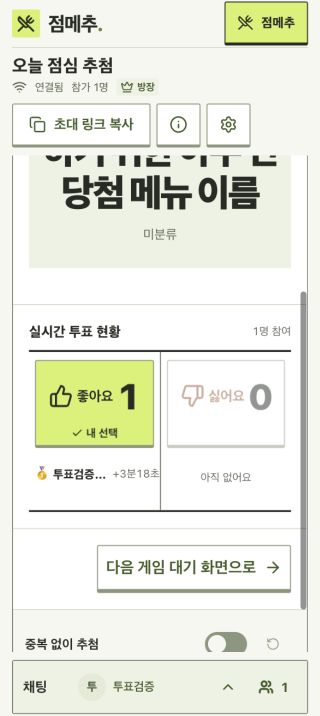 점메추.
점메추
오늘 점심 추첨
연결됨 참가 1명 방장
초대 링크 복사
당첨 메뉴 이름
미분류
실시간 투표 현황
1명 참여
좋아요 1
내 선택
싫어요 0
투표검증... +3분18초
아직 없어요
다음 게임 대기 화면으로
중복 없이 추첨
채팅
투 투표검증
1